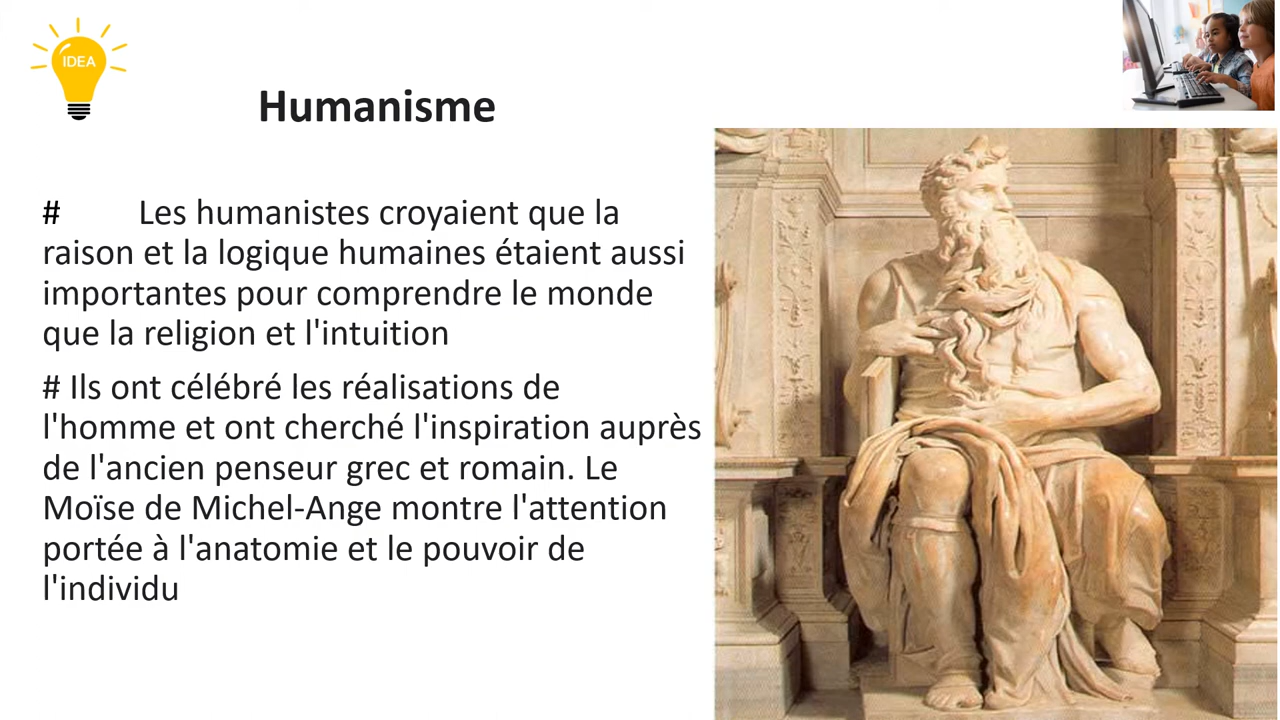 IDEA
Humanisme
# Les humanistes croyaient que la
raison et la logique humaines étaient aussi
importantes pour comprendre le monde
que la religion et l'intuition
# Ils ont célébré les réalisations de
l'homme et ont cherché l'inspiration auprès
de l'ancien penseur grec et romain. Le
Moïse de Michel-Ange montre l'attention
portée à l'anatomie et le pouvoir de
l'individu